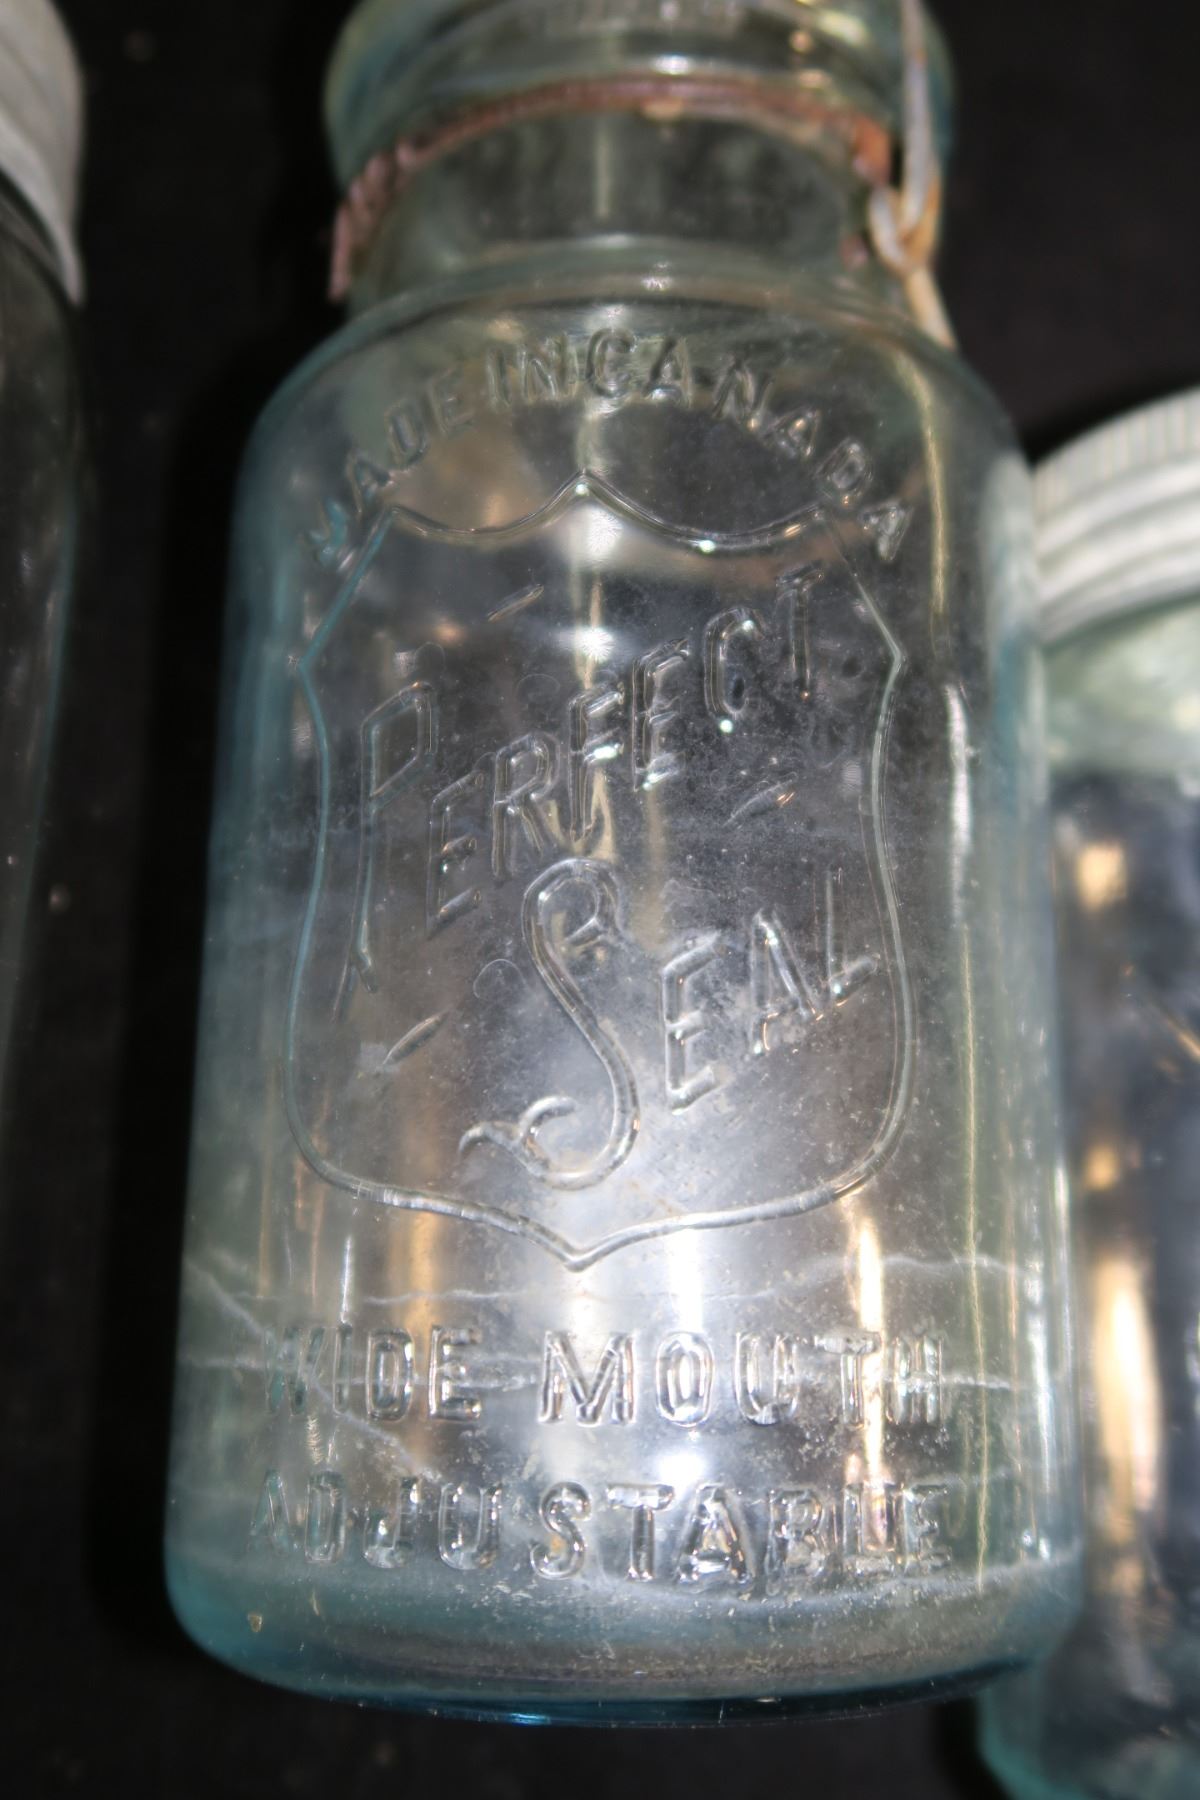 MADE IN CANADA
PERFECT
SEAL
WIDE MOUTH
ADJUSTABLE